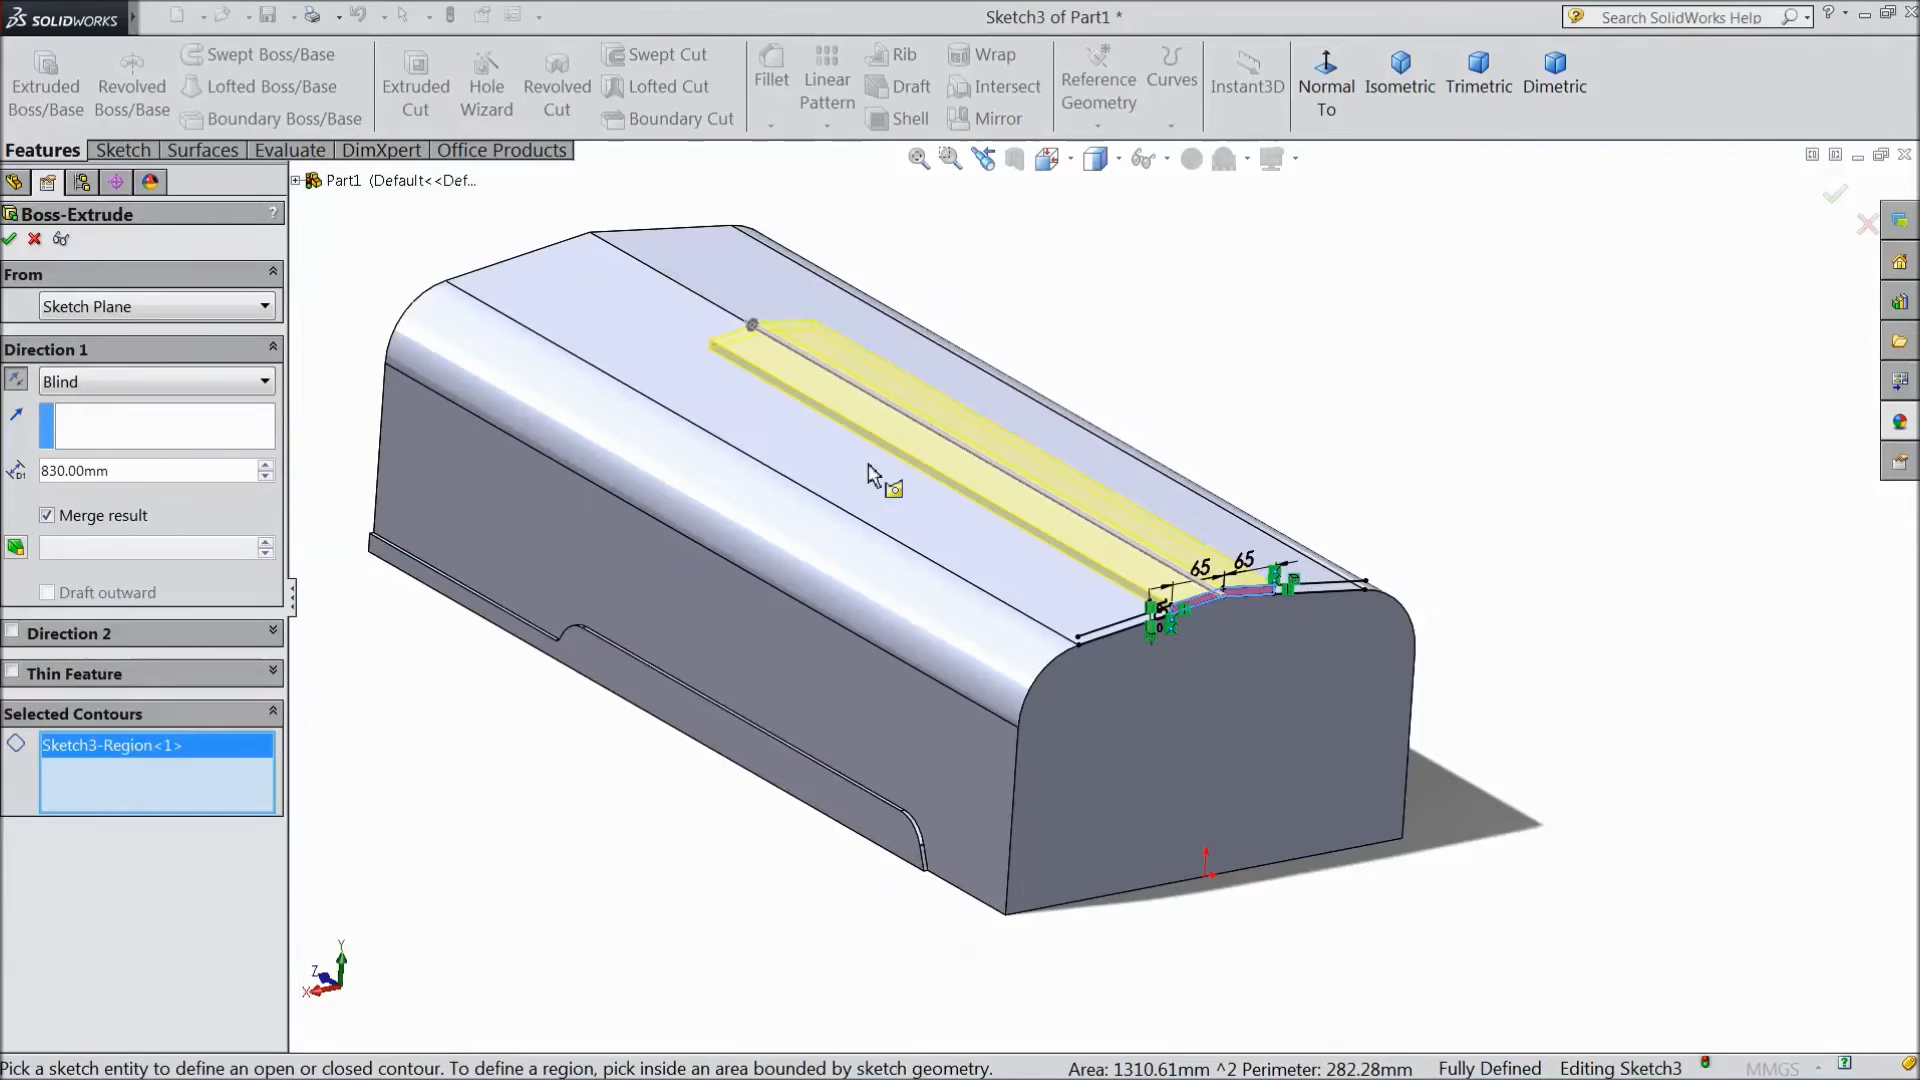 SOLIDWORKS
Sketch3 of Part1 *
Search SolidWorks Help
Extruded Boss/Base
Revolved Boss/Base
Swept Boss/Base
Lofted Boss/Base
Boundary Boss/Base
Extruded Cut
Hole Wizard
Revolved Cut
Swept Cut
Lofted Cut
Boundary Cut
Fillet
Linear Pattern
Rib
Draft
Shell
Wrap
Intersect
Mirror
Reference Geometry
Curves
Instant3D
Normal To
Isometric
Trimetric
Dimetric
Features
Sketch
Surfaces
Evaluate
DimXpert
Office Products
Part1 (Default<<Def...
Boss-Extrude
?
From
Sketch Plane
Direction 1
Blind
D1
830.00mm
Merge result
Draft outward
Direction 2
Thin Feature
Selected Contours
Sketch3-Region<1>
65
65
Y
Z
X
Pick a sketch entity to define an open or closed contour. To define a region, pick inside an area bounded by sketch geometry.
Area: 1310.61mm ^2 Perimeter: 282.28mm
Fully Defined
Editing Sketch3
MMGS